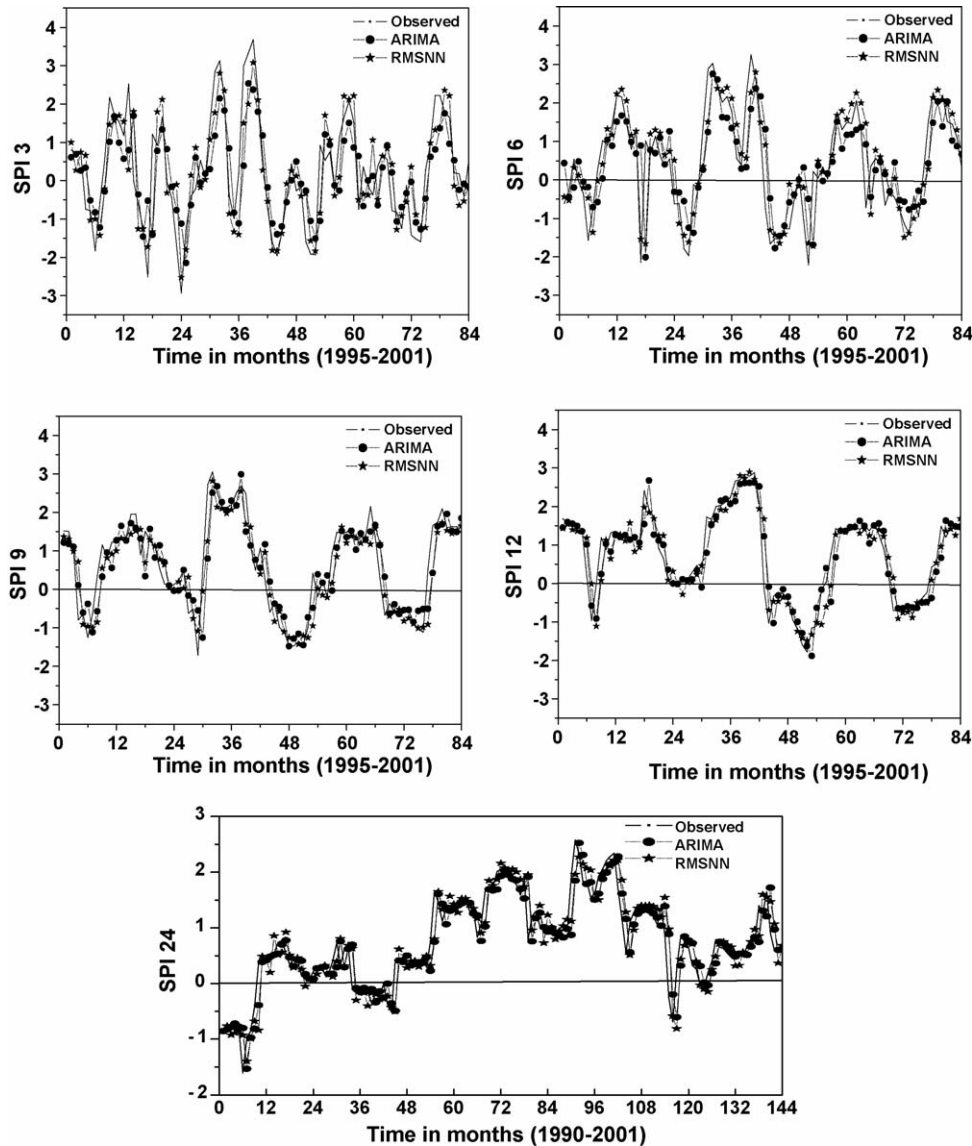 SPI 3
4
3
2
1
0
-1
-2
-3
Observed
ARIMA
RMSNN
0 12 24 36 48 60 72 84
Time in months (1995-2001)
SPI 6
4
3
2
1
0
-1
-2
-3
Observed
ARIMA
RMSNN
0 12 24 36 48 60 72 84
Time in months (1995-2001)
SPI 9
4
3
2
1
0
-1
-2
-3
Observed
ARIMA
RMSNN
0 12 24 36 48 60 72 84
Time in months (1995-2001)
SPI 12
4
3
2
1
0
-1
-2
-3
Observed
ARIMA
RMSNN
0 12 24 36 48 60 72 84
Time in months (1995-2001)
SPI 24
3
2
1
0
-1
-2
Observed
ARIMA
RMSNN
0 12 24 36 48 60 72 84 96 108 120 132 144
Time in months (1990-2001)